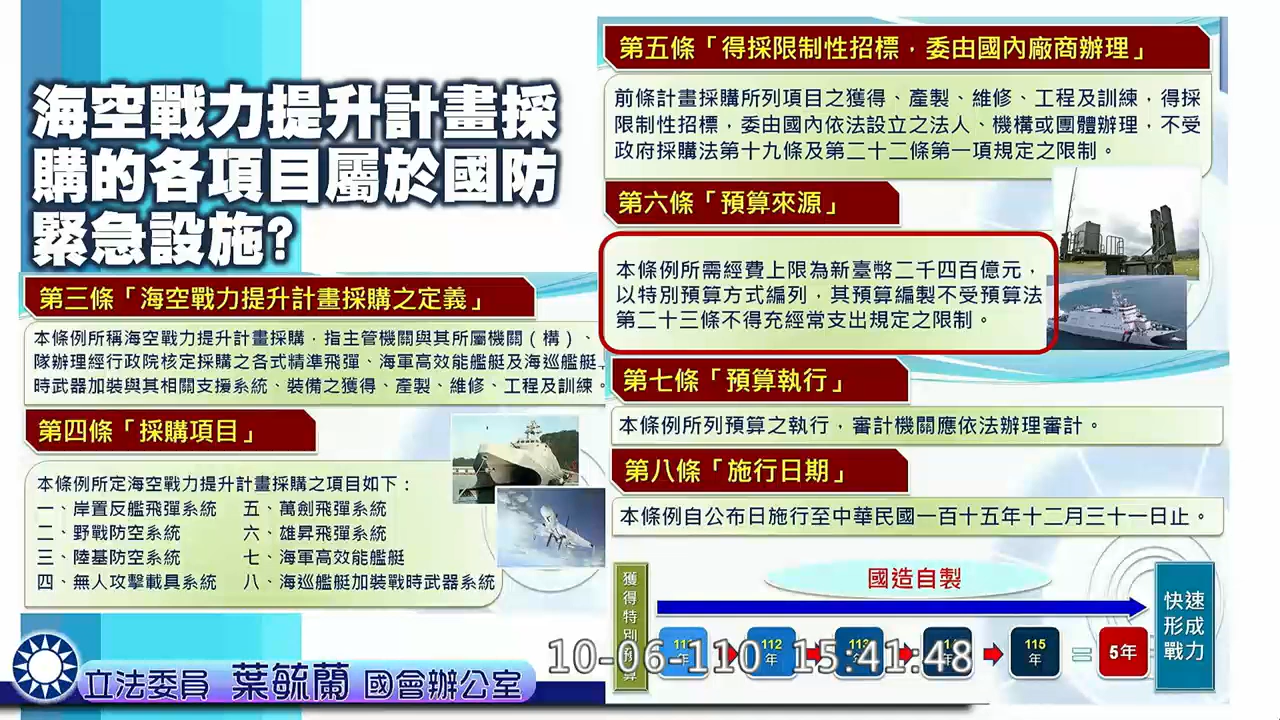 海空戰力提升計畫採
購的各項目屬於國防
緊急設施?
第三條「海空戰力提升計畫採購之定義」
本條例所稱海空戰力提升計畫採購，指主管機關與其所屬機關（構）、
隊辦理經行政院核定採購之各式精準飛彈、海軍高效能艦艇及海巡艦艇
時武器加裝與其相關支援系統、裝備之獲得、產製、維修、工程及訓練。
第四條「採購項目」
本條例所定海空戰力提升計畫採購之項目如下：
一、岸置反艦飛彈系統
二、野戰防空系統
三、陸基防空系統
四、無人攻擊載具系統
五、萬劍飛彈系統
六、雄昇飛彈系統
七、海軍高效能艦艇
八、海巡艦艇加裝戰時武器系統
第五條「得採限制性招標，委由國內廠商辦理」
前條計畫採購所列項目之獲得、產製、維修、工程及訓練，得採
限制性招標，委由國內依法設立之法人、機構或團體辦理，不受
政府採購法第十九條及第二十二條第一項規定之限制。
第六條「預算來源」
本條例所需經費上限為新臺幣二千四百億元，
以特別預算方式編列，其預算編製不受預算法
第二十三條不得充經常支出規定之限制。
第七條「預算執行」
本條例所列預算之執行，審計機關應依法辦理審計。
第八條「施行日期」
本條例自公布日施行至中華民國一百十五年十二月三十一日止。
獲得特別預算
國造自製
112年
115年
5年
快速
形成
戰力
10-06-110 15:41:48
立法委員 葉毓蘭 國會辦公室